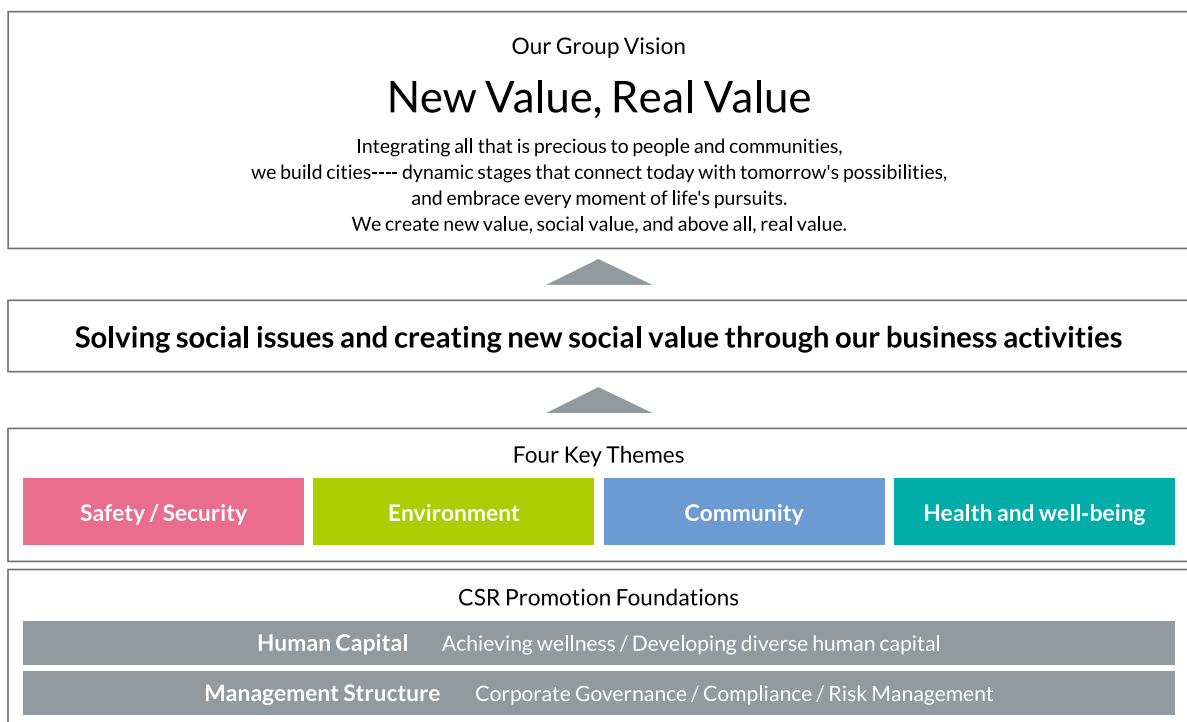 Our Group Vision
New Value, Real Value
Integrating all that is precious to people and communities,
we build cities---- dynamic stages that connect today with tomorrow's possibilities,
and embrace every moment of life's pursuits.
We create new value, social value, and above all, real value.
Solving social issues and creating new social value through our business activities
Four Key Themes
Safety / Security
Environment
Community
Health and well-being
CSR Promotion Foundations
Human Capital Achieving wellness / Developing diverse human capital
Management Structure Corporate Governance / Compliance / Risk Management